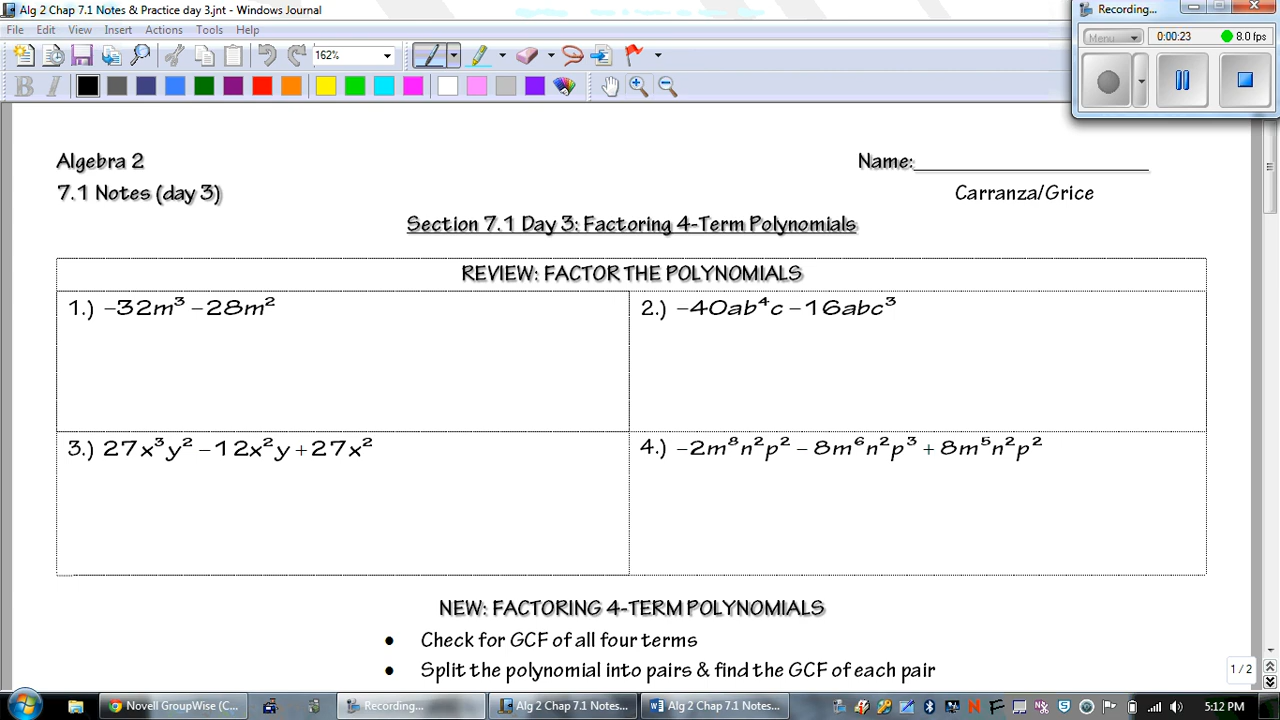 Alg 2 Chap 7.1 Notes & Practice day 3.jnt - Windows Journal
Recording...
File Edit View Insert Actions Tools Help
Menu 0:00:23 8.0 fps
162%
B I
Algebra 2 Name:
7.1 Notes (day 3) Carranza/Grice
Section 7.1 Day 3: Factoring 4-Term Polynomials
REVIEW: FACTOR THE POLYNOMIALS
1.) −32m³ −28m² 2.) −40ab⁴c −16abc³
3.) 27x³y² −12x²y +27x² 4.) −2m⁸n²p² − 8m⁶n²p³ + 8m⁵n²p²
NEW: FACTORING 4-TERM POLYNOMIALS
• Check for GCF of all four terms
• Split the polynomial into pairs & find the GCF of each pair
1 / 2
Novell GroupWise (C... Recording... Alg 2 Chap 7.1 Notes... Alg 2 Chap 7.1 Notes... 5:12 PM